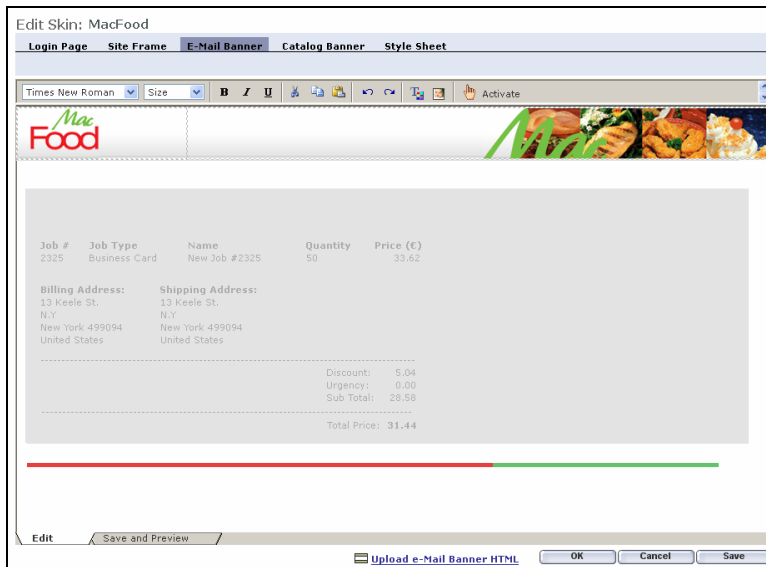 Edit Skin: MacFood
Login Page Site Frame E-Mail Banner Catalog Banner Style Sheet
Times New Roman Size B I U Activate
Mac
Food
Mac
Job # Job Type Name Quantity Price (€)
2325 Business Card New Job #2325 50 33.62
Billing Address: Shipping Address:
13 Keele St. 13 Keele St.
N.Y N.Y
New York 499094 New York 499094
United States United States
Discount: 5.04
Urgency: 0.00
Sub Total: 28.58
Total Price: 31.44
Edit Save and Preview
Upload e-Mail Banner HTML OK Cancel Save